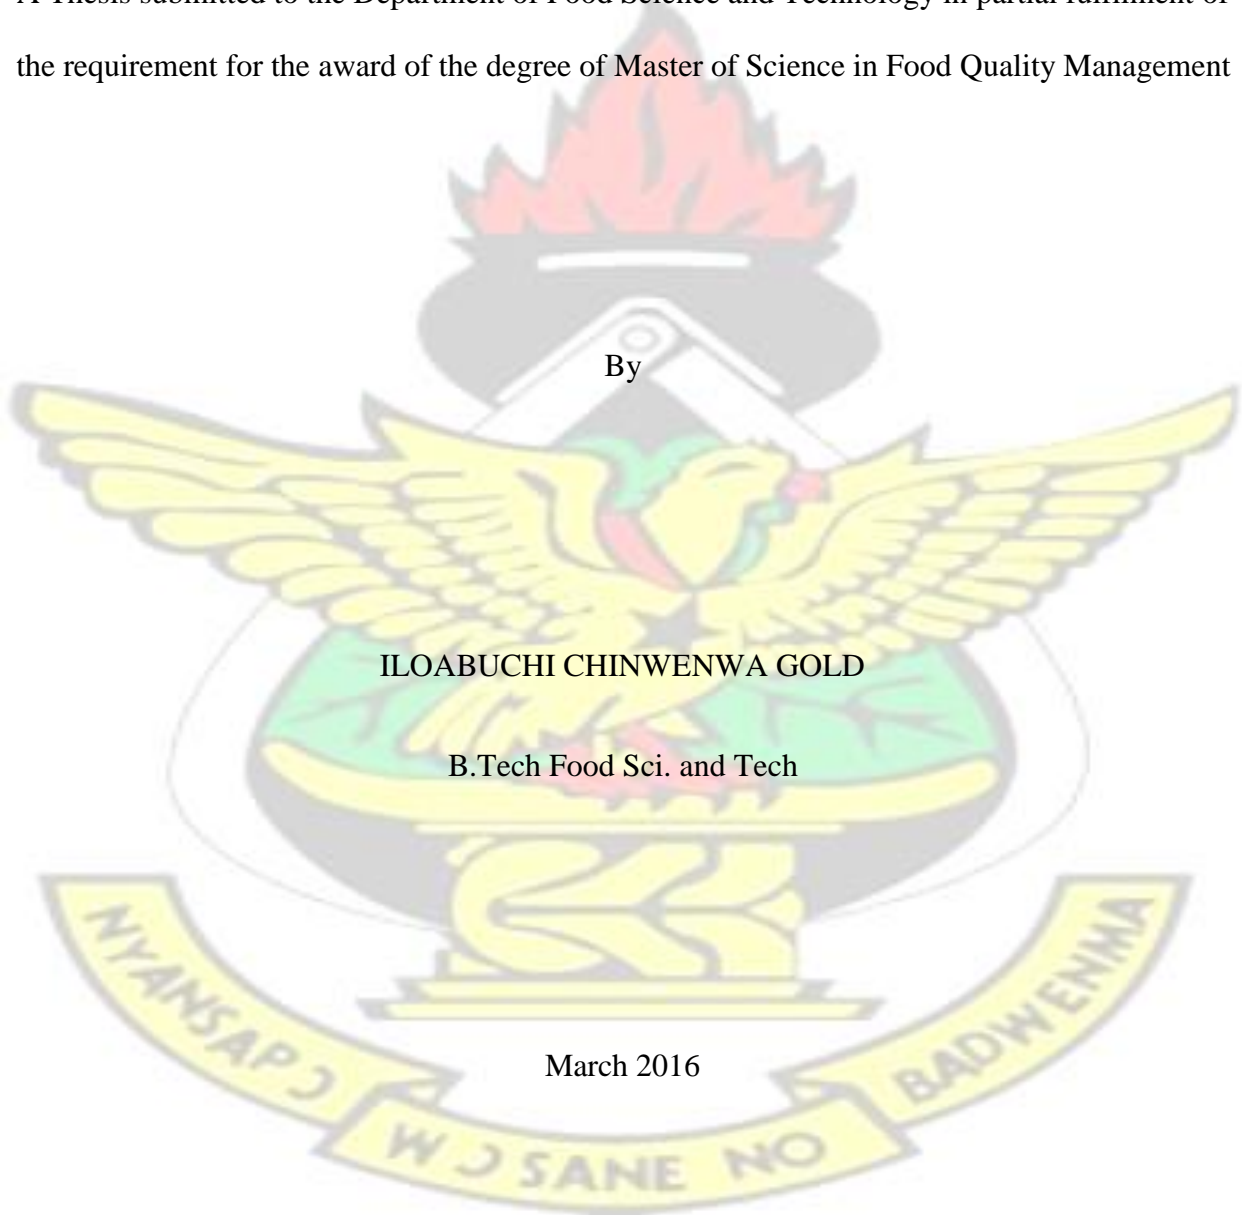 A Thesis submitted to the Department of Food Science and Technology in partial fulfillment of
the requirement for the award of the degree of Master of Science in Food Quality Management
By
ILOABUCHI CHINWENWA GOLD
B.Tech Food Sci. and Tech
March 2016
NYANSAPƆ WƆSANE NO BADWENMA